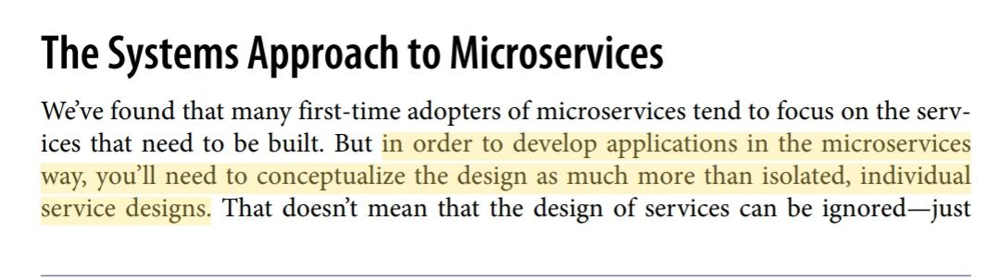 The Systems Approach to Microservices
We’ve found that many first-time adopters of microservices tend to focus on the serv-
ices that need to be built. But in order to develop applications in the microservices
way, you’ll need to conceptualize the design as much more than isolated, individual
service designs. That doesn’t mean that the design of services can be ignored—just